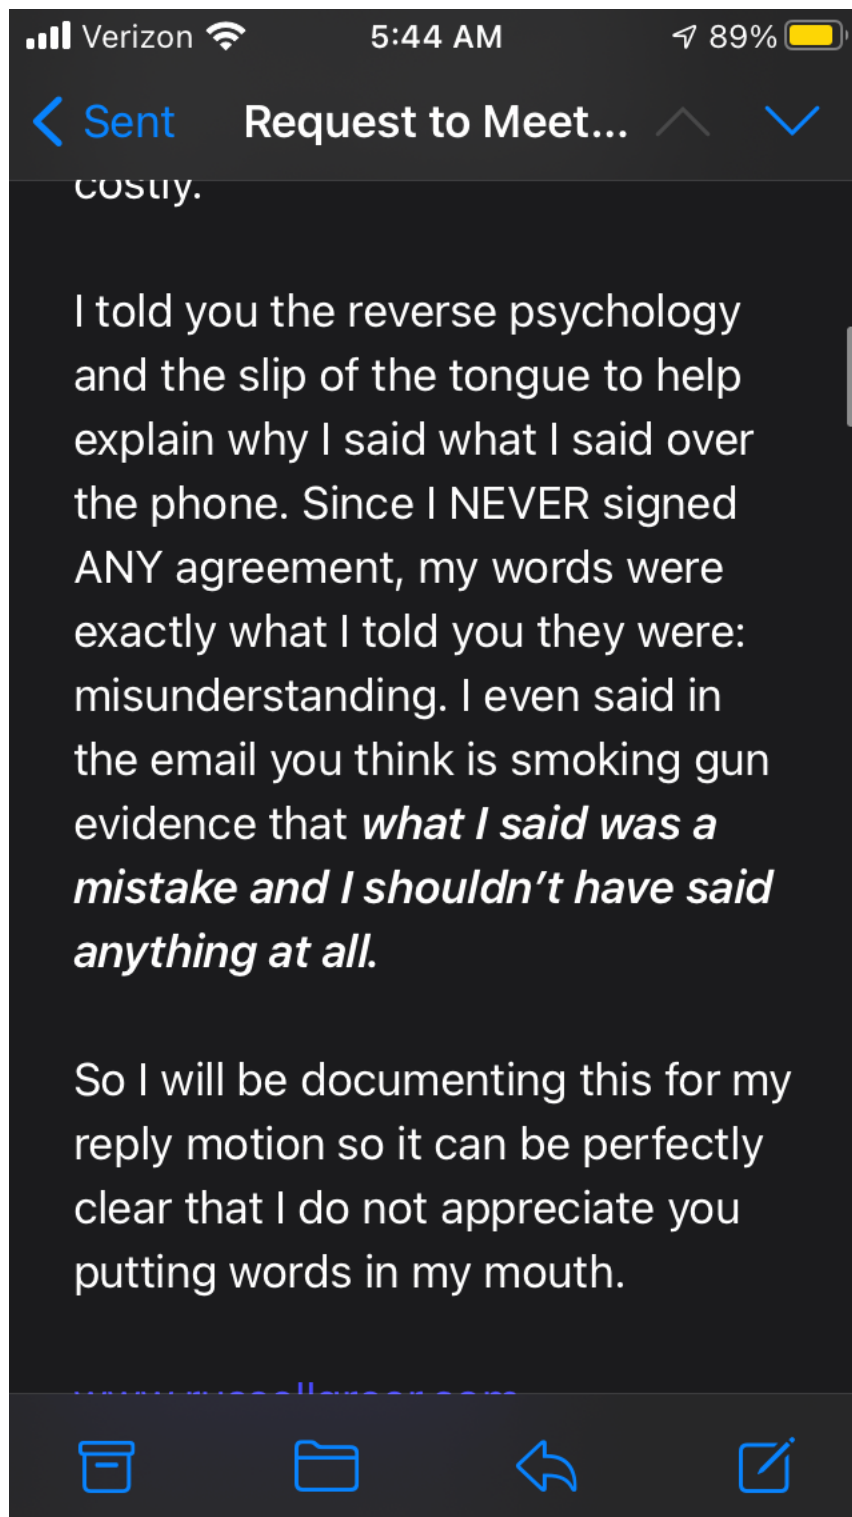 Verizon 5:44 AM 89%
Sent Request to Meet...
costly.
I told you the reverse psychology
and the slip of the tongue to help
explain why I said what I said over
the phone. Since I NEVER signed
ANY agreement, my words were
exactly what I told you they were:
misunderstanding. I even said in
the email you think is smoking gun
evidence that what I said was a
mistake and I shouldn’t have said
anything at all.
So I will be documenting this for my
reply motion so it can be perfectly
clear that I do not appreciate you
putting words in my mouth.